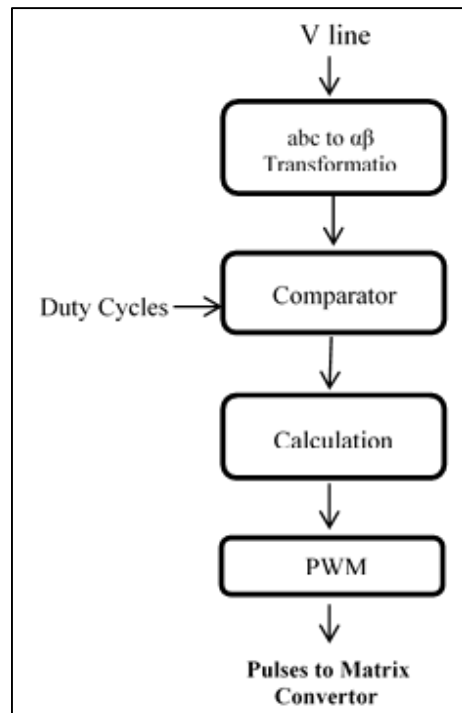 V line
abc to αβ
Transformatio
Duty Cycles
Comparator
Calculation
PWM
Pulses to Matrix
Convertor